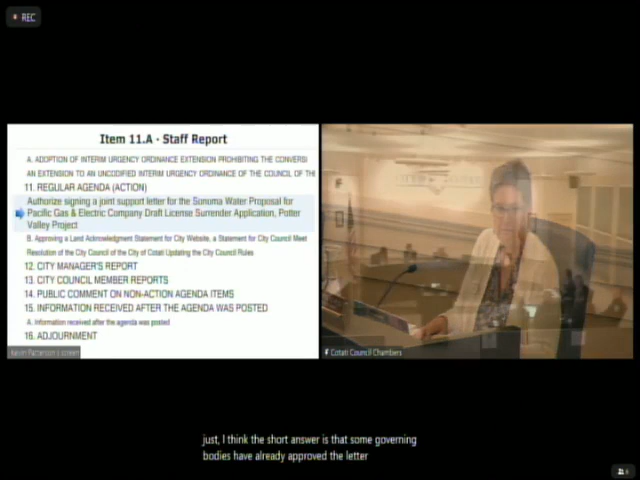 REC
Item 11.A - Staff Report
A. ADOPTION OF INTERIM URGENCY ORDINANCE EXTENSION PROHIBITING THE CONVERSI
AN EXTENSION TO AN UNCODIFIED INTERIM URGENCY ORDINANCE OF THE COUNCIL OF THE
11. REGULAR AGENDA (ACTION)
Authorize signing a joint support letter for the Sonoma Water Proposal for
Pacific Gas & Electric Company Draft License Surrender Application, Potter
Valley Project
B. Approving a Land Acknowledgment Statement for City Website, a Statement for City Council Meet
Resolution of the City Council of the City of Cotati Updating the City Council Rules
12. CITY MANAGER'S REPORT
13. CITY COUNCIL MEMBER REPORTS
14. PUBLIC COMMENT ON NON-ACTION AGENDA ITEMS
15. INFORMATION RECEIVED AFTER THE AGENDA WAS POSTED
A. Information received after the agenda was posted
16. ADJOURNMENT
Kevin Patterson
Cotati Council Chambers
just, I think the short answer is that some governing
bodies have already approved the letter